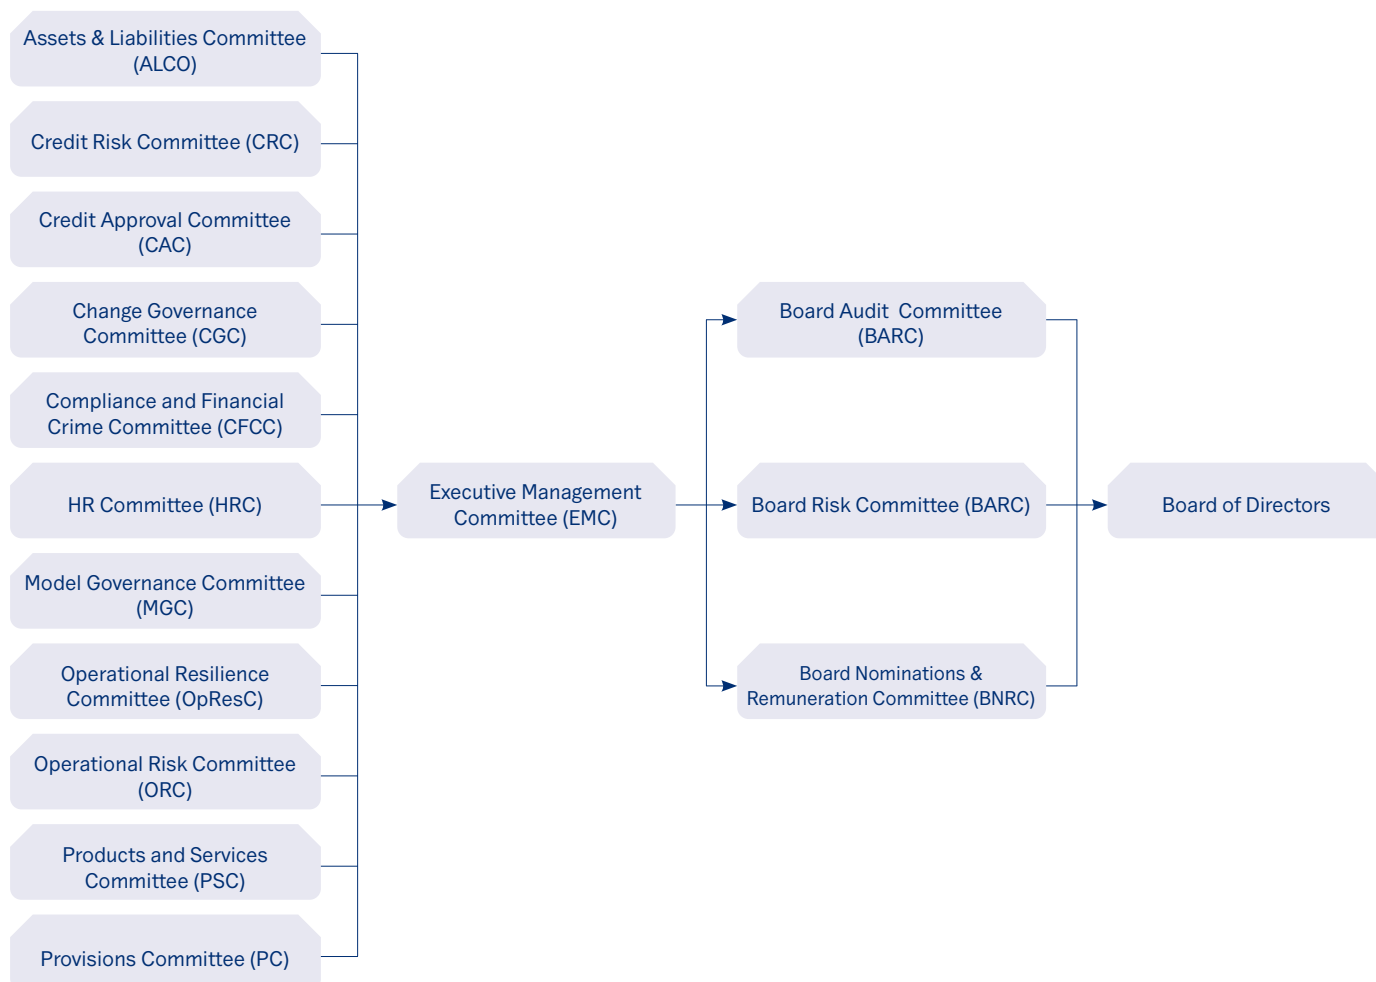 Assets & Liabilities Committee
(ALCO)
Credit Risk Committee (CRC)
Credit Approval Committee
(CAC)
Change Governance
Committee (CGC)
Compliance and Financial
Crime Committee (CFCC)
HR Committee (HRC)
Model Governance Committee
(MGC)
Operational Resilience
Committee (OpResC)
Operational Risk Committee
(ORC)
Products and Services
Committee (PSC)
Provisions Committee (PC)
Executive Management
Committee (EMC)
Board Audit  Committee
(BARC)
Board Risk Committee (BARC)
Board Nominations &
Remuneration Committee (BNRC)
Board of Directors